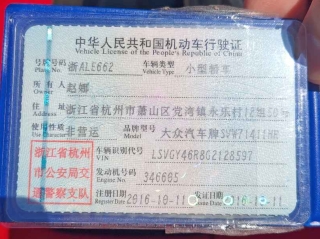 中华人民共和国机动车行驶证
Vehicle License of the People's Republic of China
号牌号码 浙ALE66Z 车辆类型 小型轿车
Plate No. Vehicle Type
所有人 赵娜
Owner
住址 浙江省杭州市萧山区党湾镇永乐村
Address
使用性质 非营运 品牌型号 大众汽车牌SVW71411HR
Use Character Model
浙江省杭州
市公安局交
通警察支队
车辆识别代号 LSVGY46R8G2128597
VIN
发动机号码 346605
Engine No.
注册日期 2016-10-11 发证日期
Register Date Issue Date